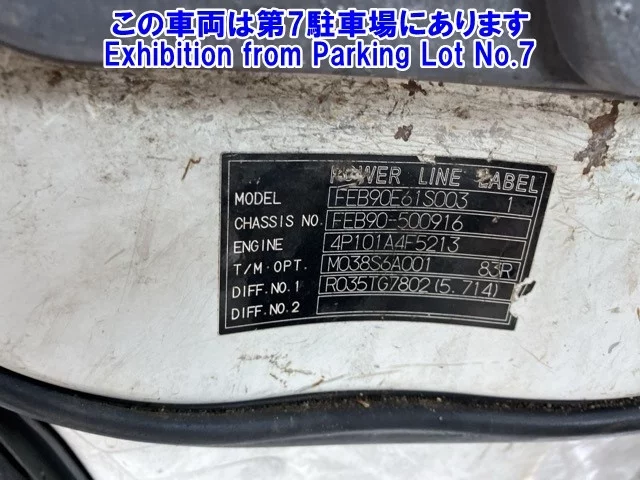 この車両は第7駐車場にあります
Exhibition from Parking Lot No.7
POWER LINE LABEL
MODEL FEB90E61S003 1
CHASSIS NO. FEB90-500916
ENGINE 4P101A4F5213
T/M·OPT. M038S6A001 83R
DIFF.NO.1 R035TG7802(5.714)
DIFF.NO.2